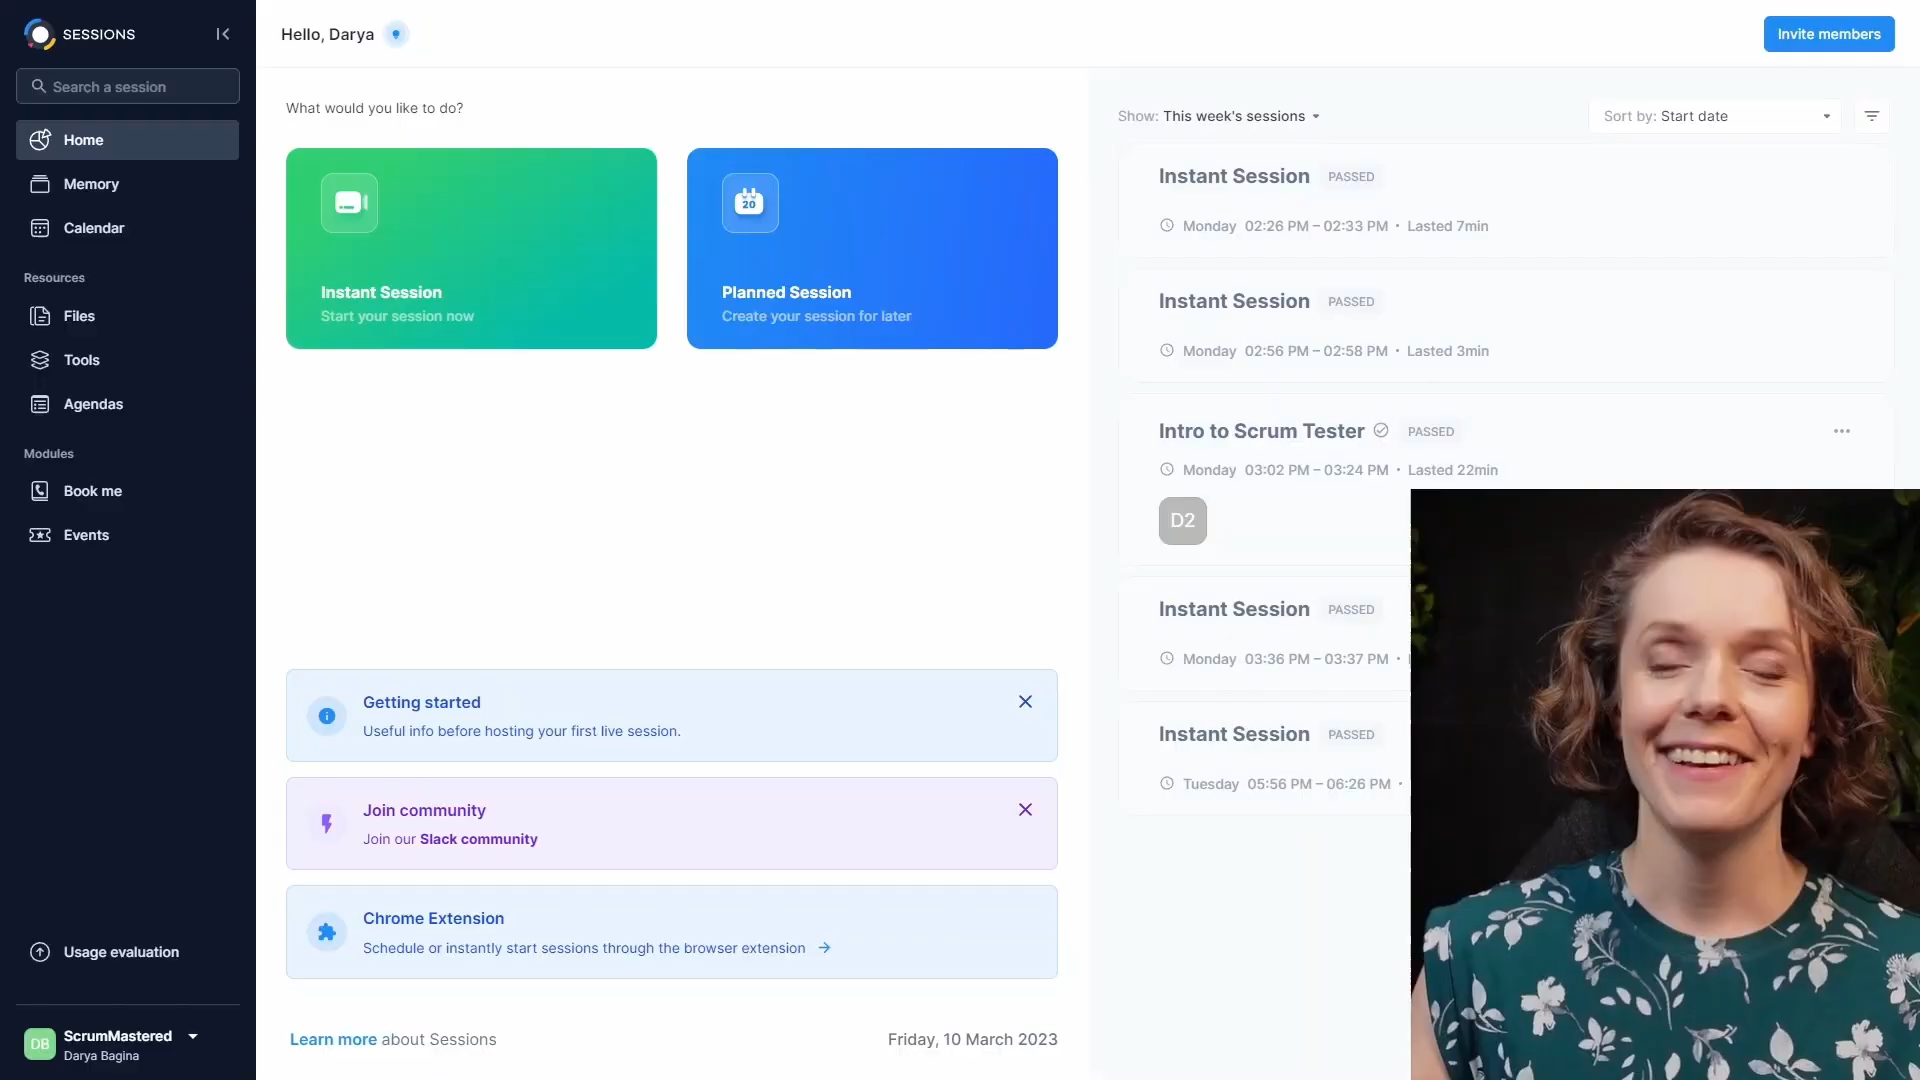 SESSIONS
Search a session
Home
Memory
Calendar
Resources
Files
Tools
Agendas
Modules
Book me
Events
Usage evaluation
DB
ScrumMastered
Darya Bagina
Hello, Darya
Invite members
What would you like to do?
Instant Session
Start your session now
20
Planned Session
Create your session for later
Getting started
Useful info before hosting your first live session.
Join community
Join our Slack community
Chrome Extension
Schedule or instantly start sessions through the browser extension
Learn more about Sessions
Friday, 10 March 2023
Show: This week's sessions
Sort by: Start date
Instant Session PASSED
Monday 02:26 PM – 02:33 PM • Lasted 7min
Instant Session PASSED
Monday 02:56 PM – 02:58 PM • Lasted 3min
Intro to Scrum Tester PASSED
Monday 03:02 PM – 03:24 PM • Lasted 22min
D2
Instant Session PASSED
Monday 03:36 PM – 03:37 PM •
Instant Session PASSED
Tuesday 05:56 PM – 06:26 PM •